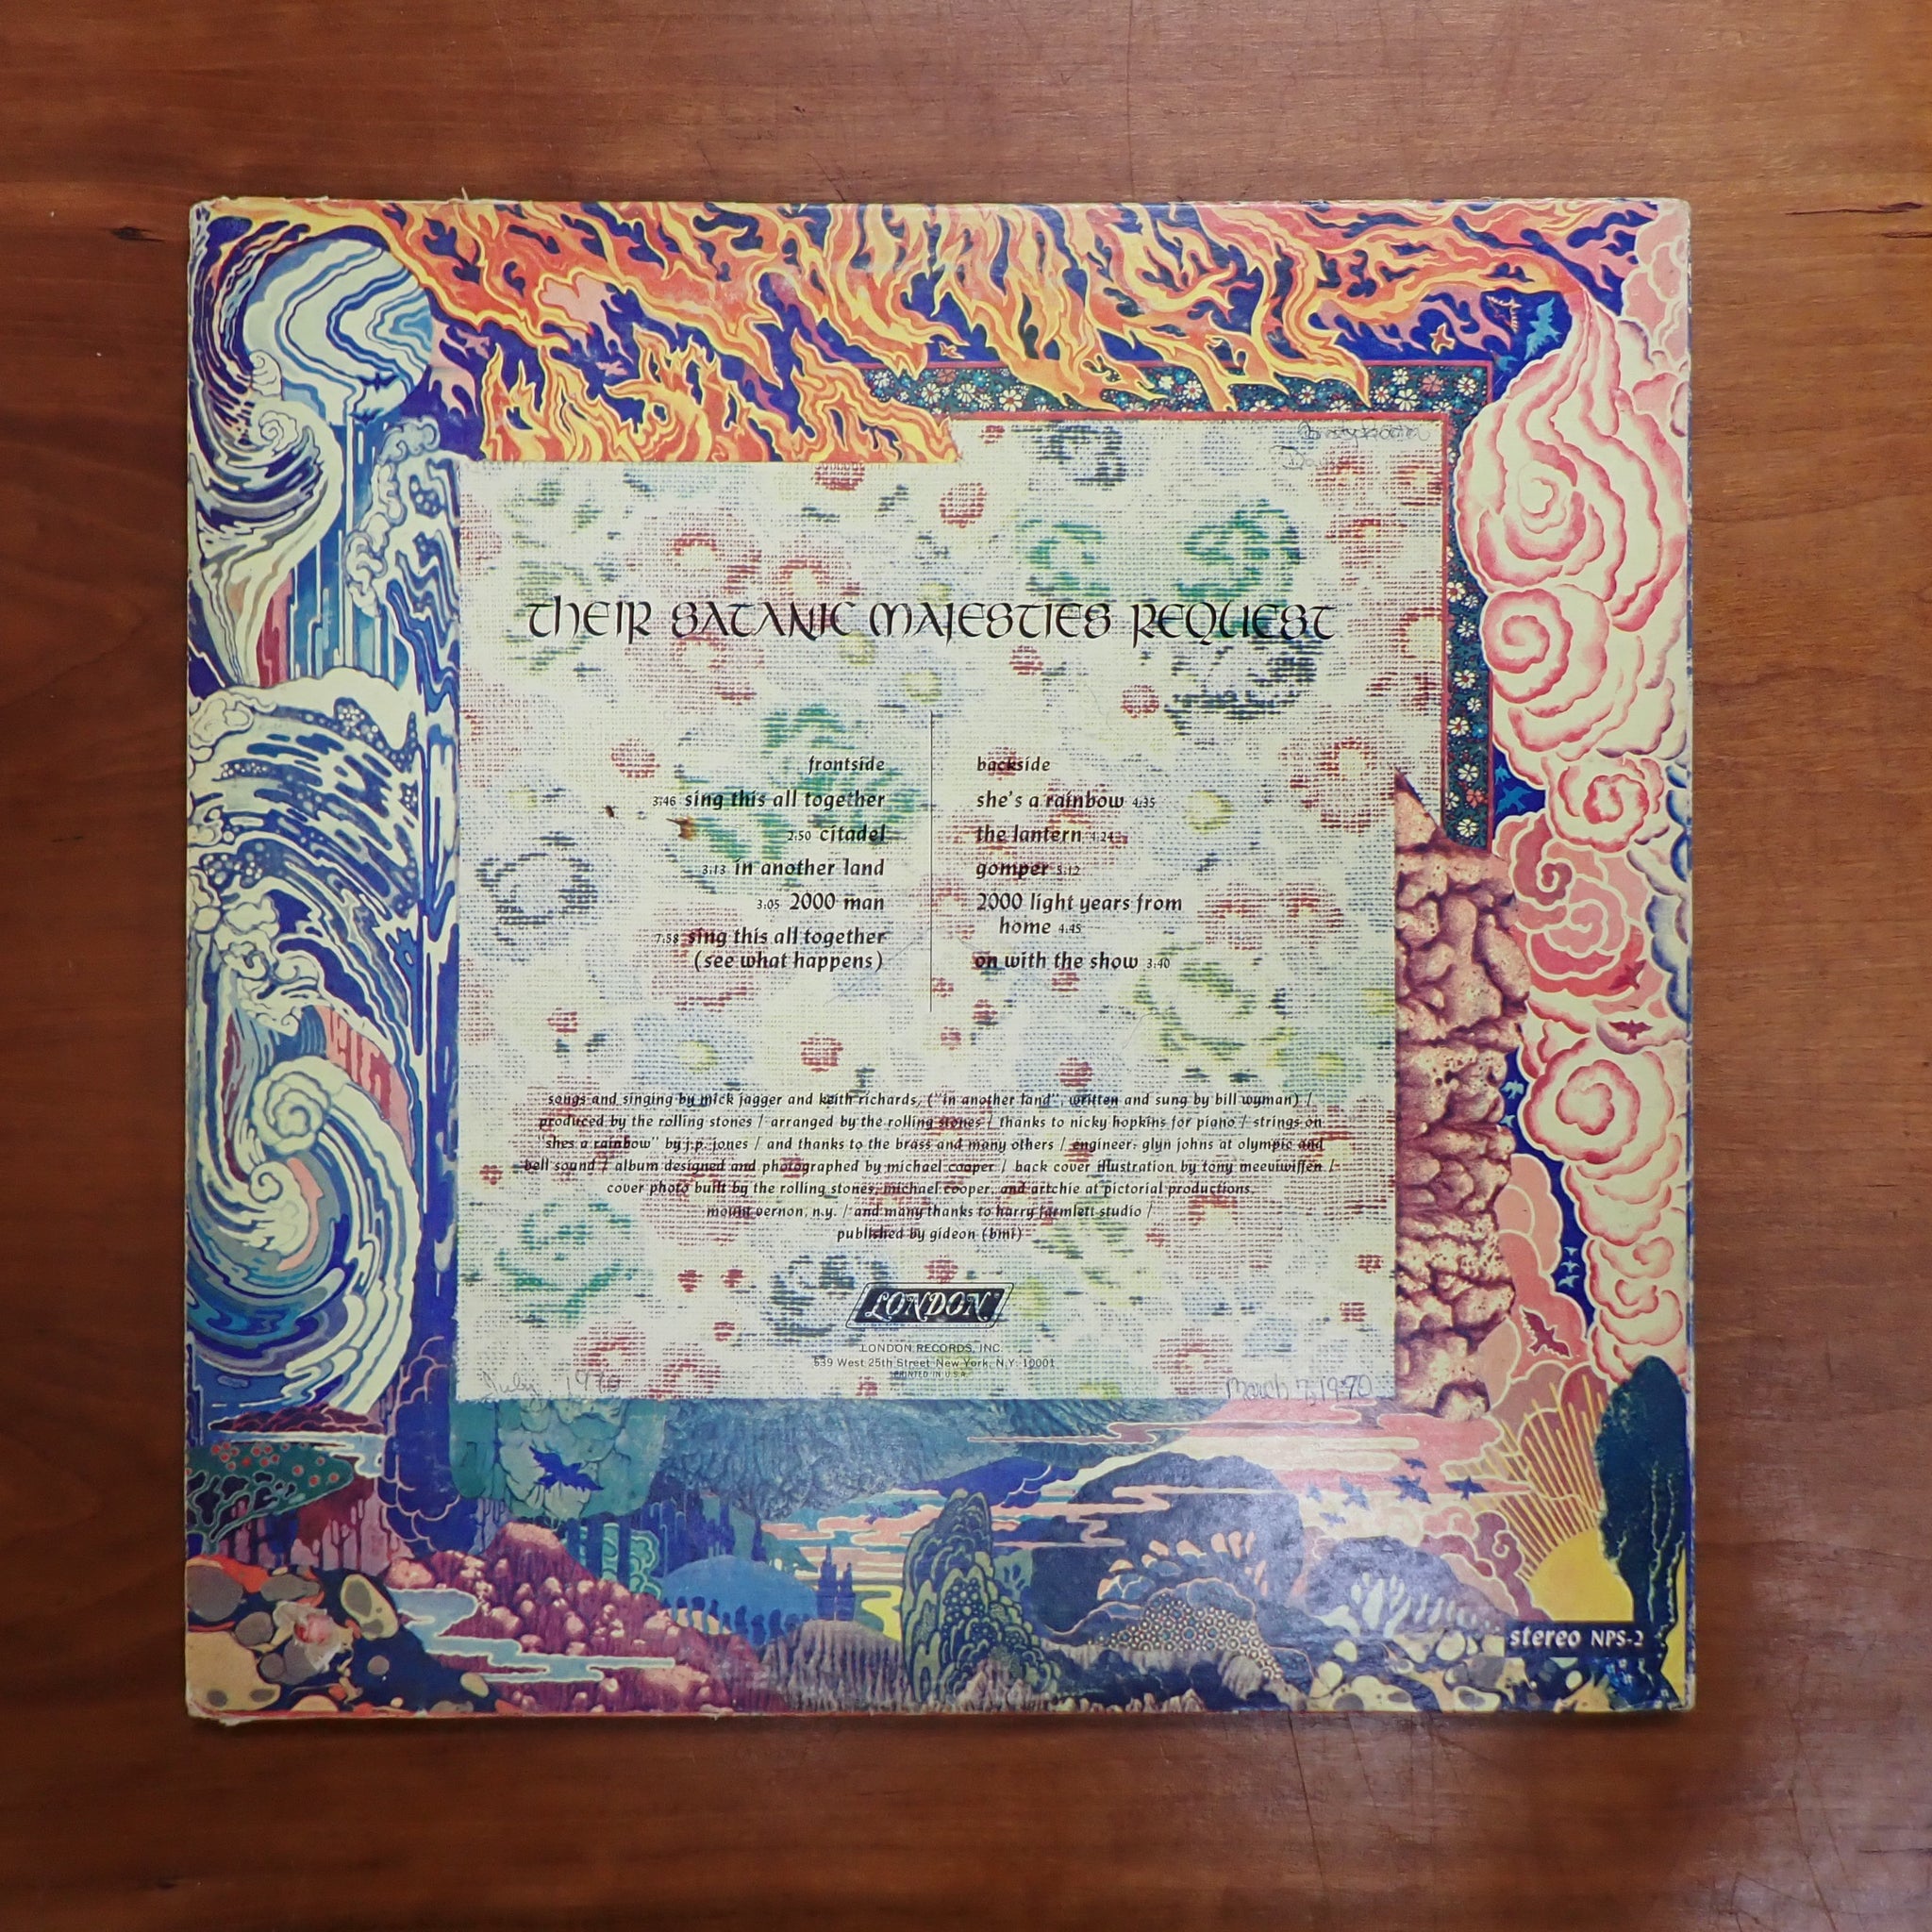 their satanic majesties request
frontside
3:46 sing this all together
2:50 citadel
3:13 in another land
3:05 2000 man
7:58 sing this all together
(see what happens)
backside
she's a rainbow 4:35
the lantern 4:24
gomper 5:12
2000 light years from
home 4:45
on with the show 3:40
songs and singing by mick jagger and keith richards, ("in another land", written and sung by bill wyman) /
produced by the rolling stones / arranged by the rolling stones / thanks to nicky hopkins for piano / strings on
"shes a rainbow" by j.p. jones / and thanks to the brass and many others / engineer: glyn johns at olympic and
bell sound / album designed and photographed by michael cooper / back cover illustration by tony meeuwissen /
cover photo built by the rolling stones, michael cooper, and artchie at pictorial productions,
mount vernon, n.y. / and many thanks to harry
studio /
published by gideon (bmi)
LONDON
LONDON RECORDS, INC.
539 West 25th Street New York, N.Y. 10001
PRINTED IN U.S.A.
July, 1970
March 7, 1970
stereo NPS-2